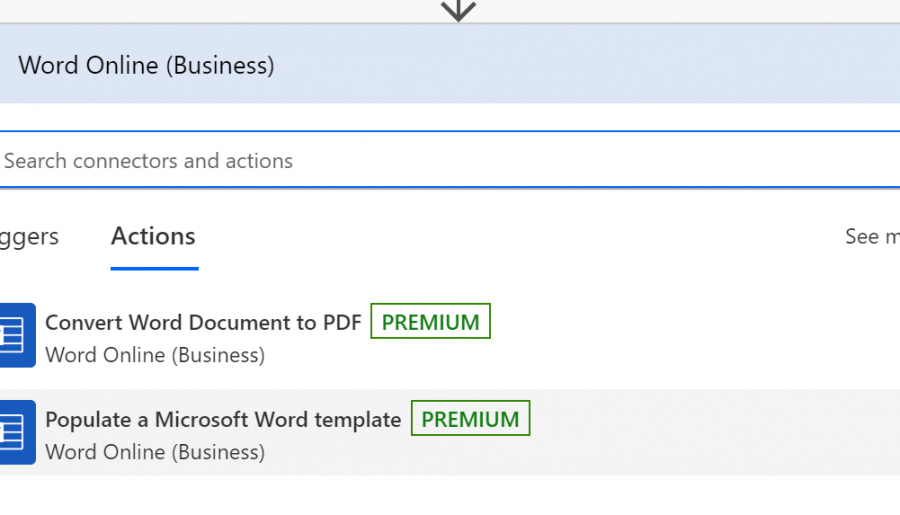 Word Online (Business)
Search connectors and actions
ggers Actions See m
Convert Word Document to PDF PREMIUM
Word Online (Business)
Populate a Microsoft Word template PREMIUM
Word Online (Business)